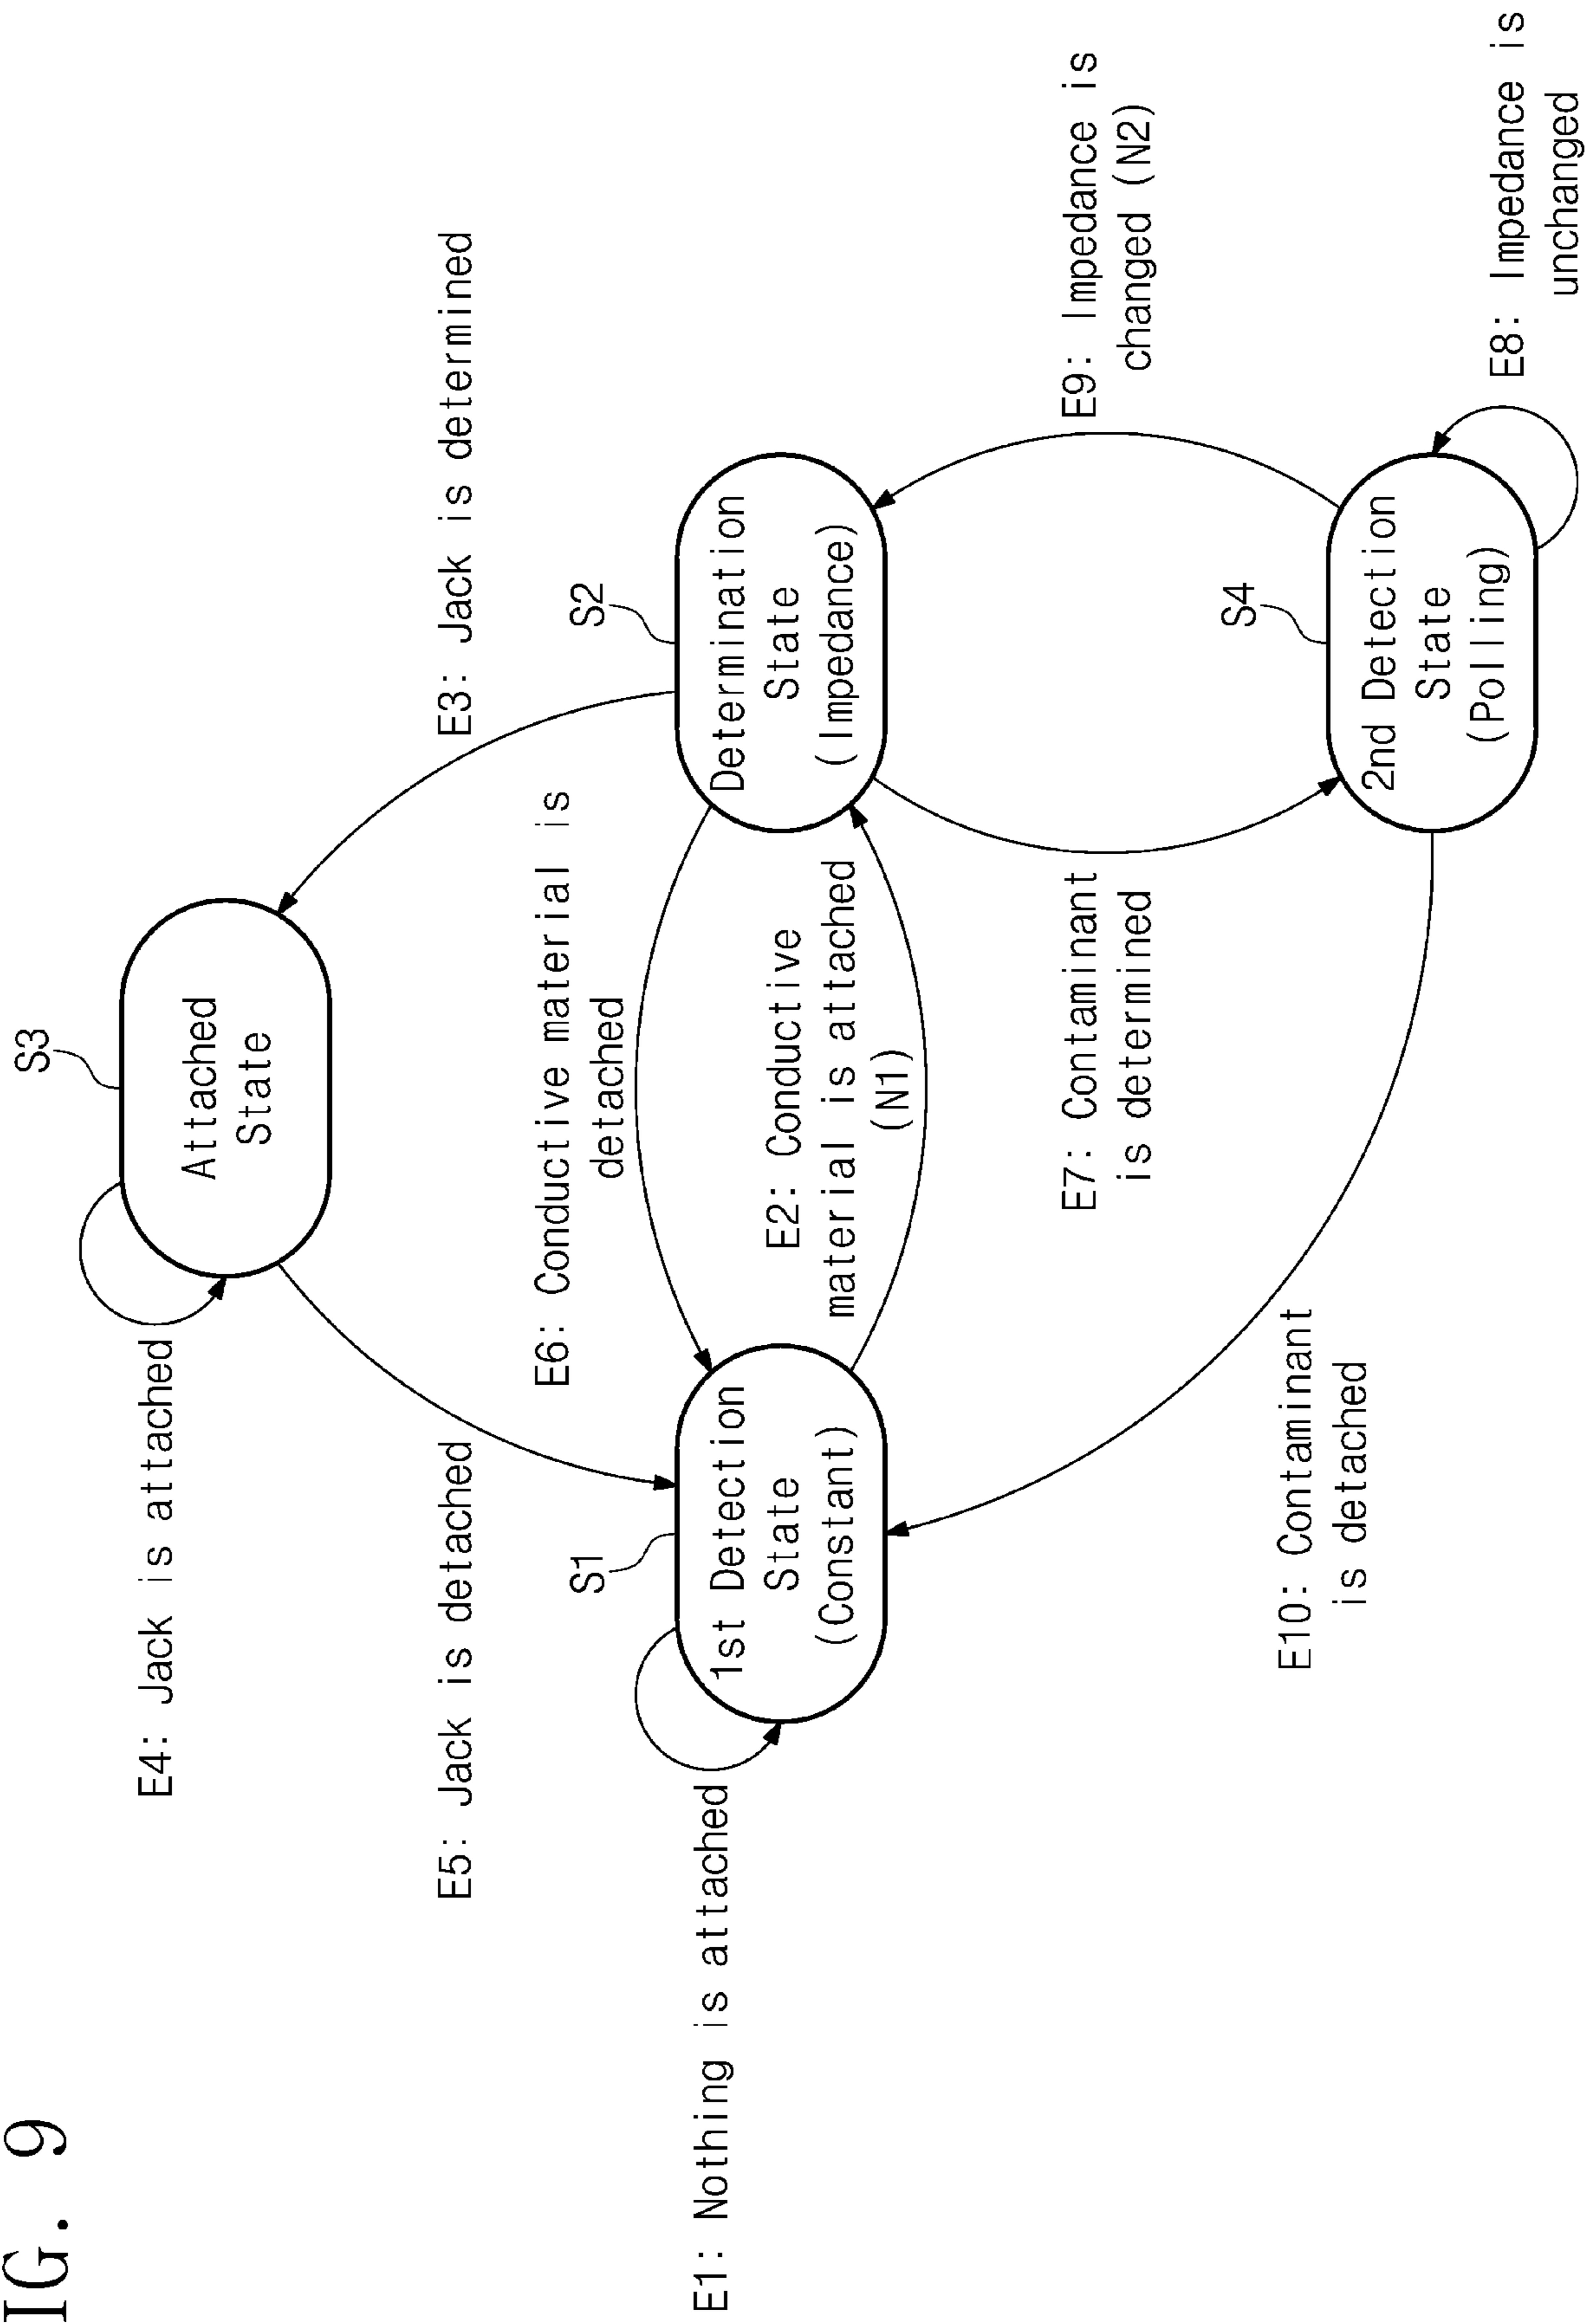 IG. 9
S3
Attached
State
E4: Jack is attached
E3: Jack is determined
E5: Jack is detached
E6: Conductive material is
detached
S1
1st Detection
State
(Constant)
E1: Nothing is attached
E2: Conductive
material is attached
(N1)
S2
Determination
State
(Impedance)
E7: Contaminant
is determined
E9: Impedance is
changed (N2)
E10: Contaminant
is detached
S4
2nd Detection
State
(Polling)
E8: Impedance is
unchanged